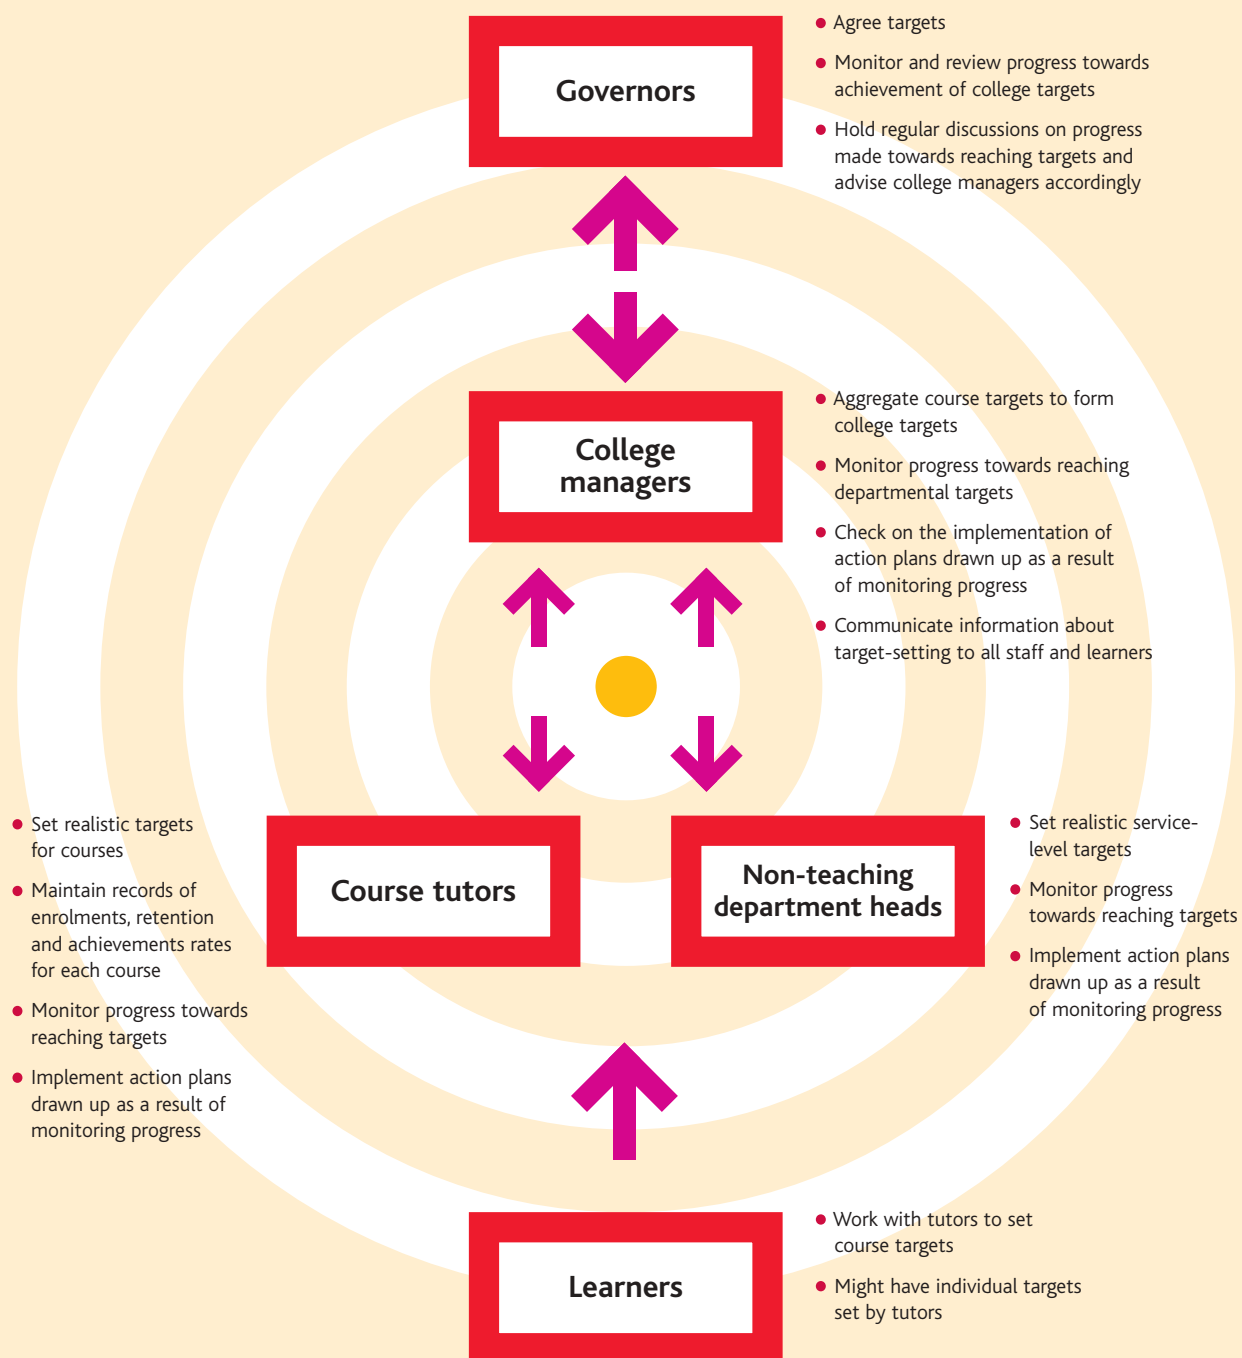 Governors
• Agree targets
• Monitor and review progress towards
achievement of college targets
• Hold regular discussions on progress
made towards reaching targets and
advise college managers accordingly
College
managers
• Aggregate course targets to form
college targets
• Monitor progress towards reaching
departmental targets
• Check on the implementation of
action plans drawn up as a result
of monitoring progress
• Communicate information about
target-setting to all staff and learners
• Set realistic targets
for courses
• Maintain records of
enrolments, retention
and achievements rates
for each course
• Monitor progress towards
reaching targets
• Implement action plans
drawn up as a result of
monitoring progress
Course tutors
Non-teaching
department heads
• Set realistic service-
level targets
• Monitor progress
towards reaching targets
• Implement action plans
drawn up as a result
of monitoring progress
Learners
• Work with tutors to set
course targets
• Might have individual targets
set by tutors